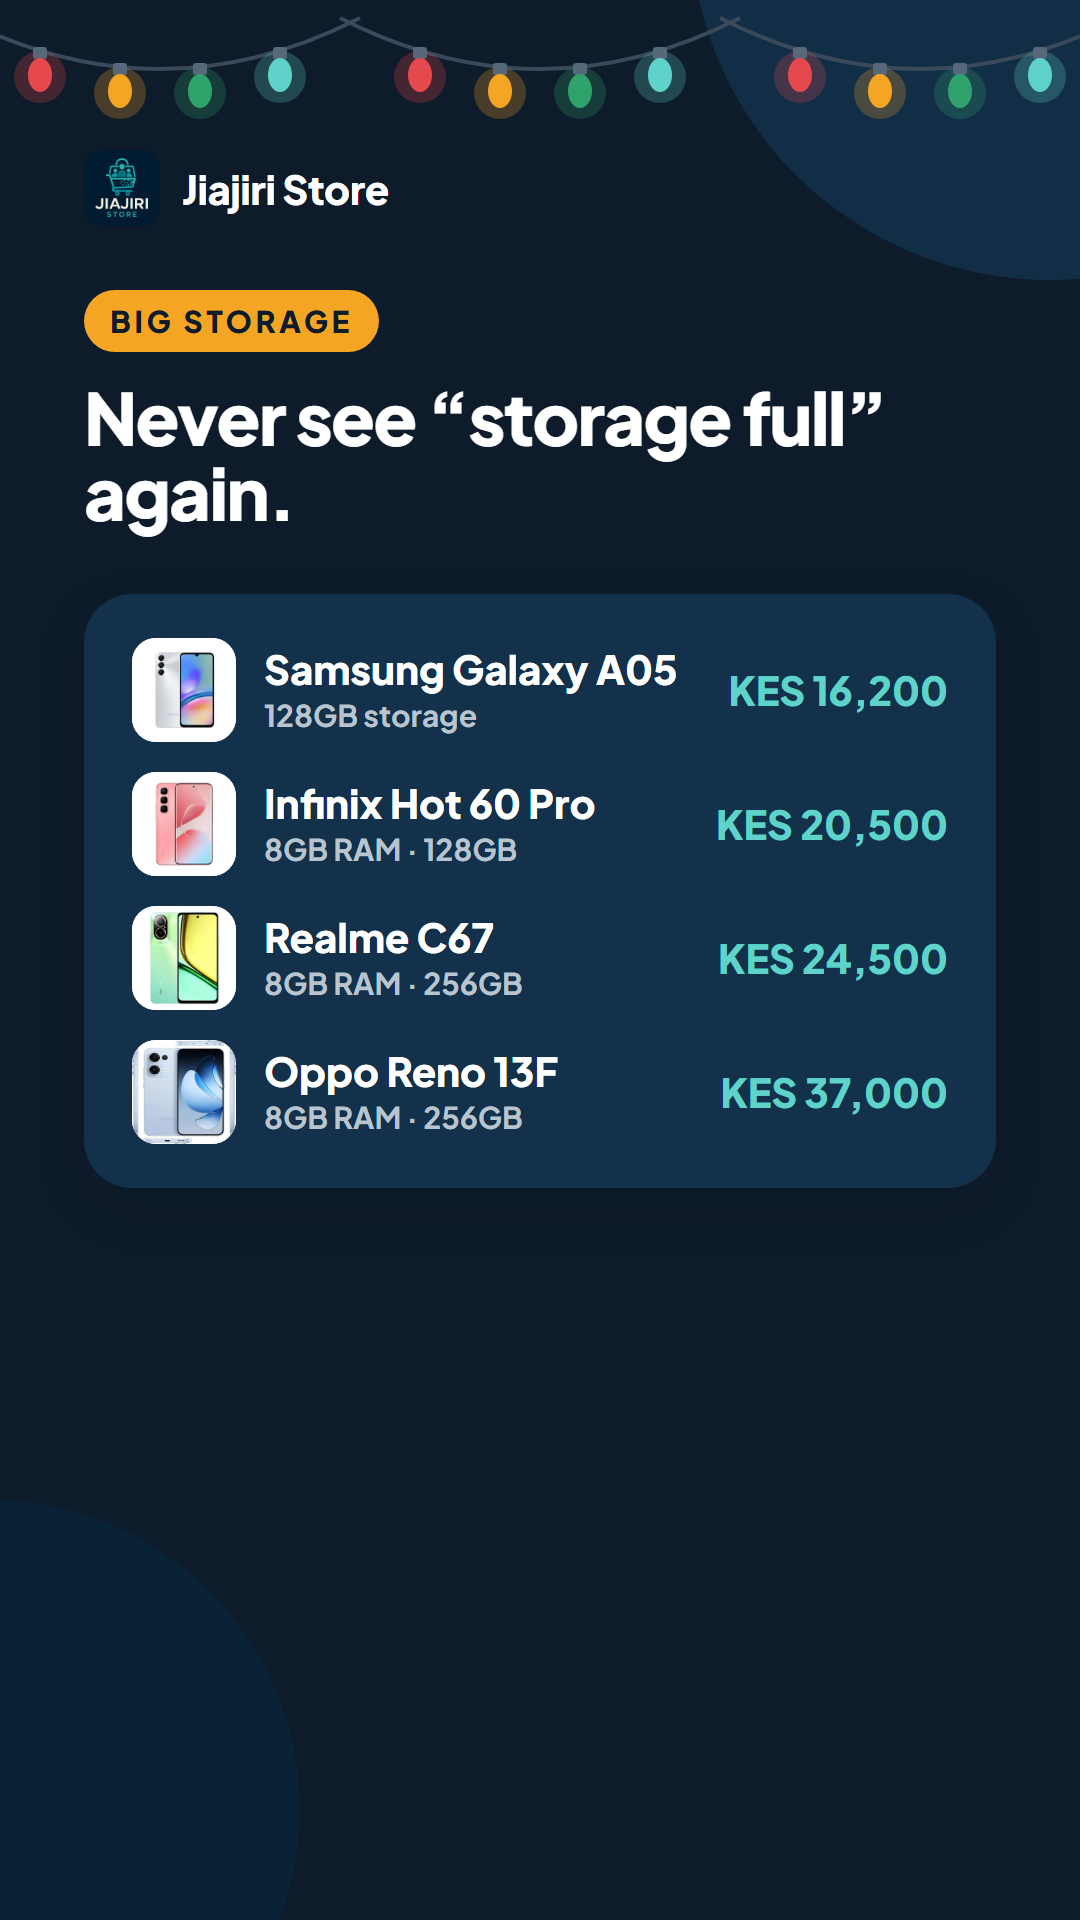 JIAJIRI
STORE
Jiajiri Store
BIG STORAGE
Never see “storage full”
again.
Samsung Galaxy A05
128GB storage
KES 16,200
Infinix Hot 60 Pro
8GB RAM · 128GB
KES 20,500
Realme C67
8GB RAM · 256GB
KES 24,500
Oppo Reno 13F
8GB RAM · 256GB
KES 37,000